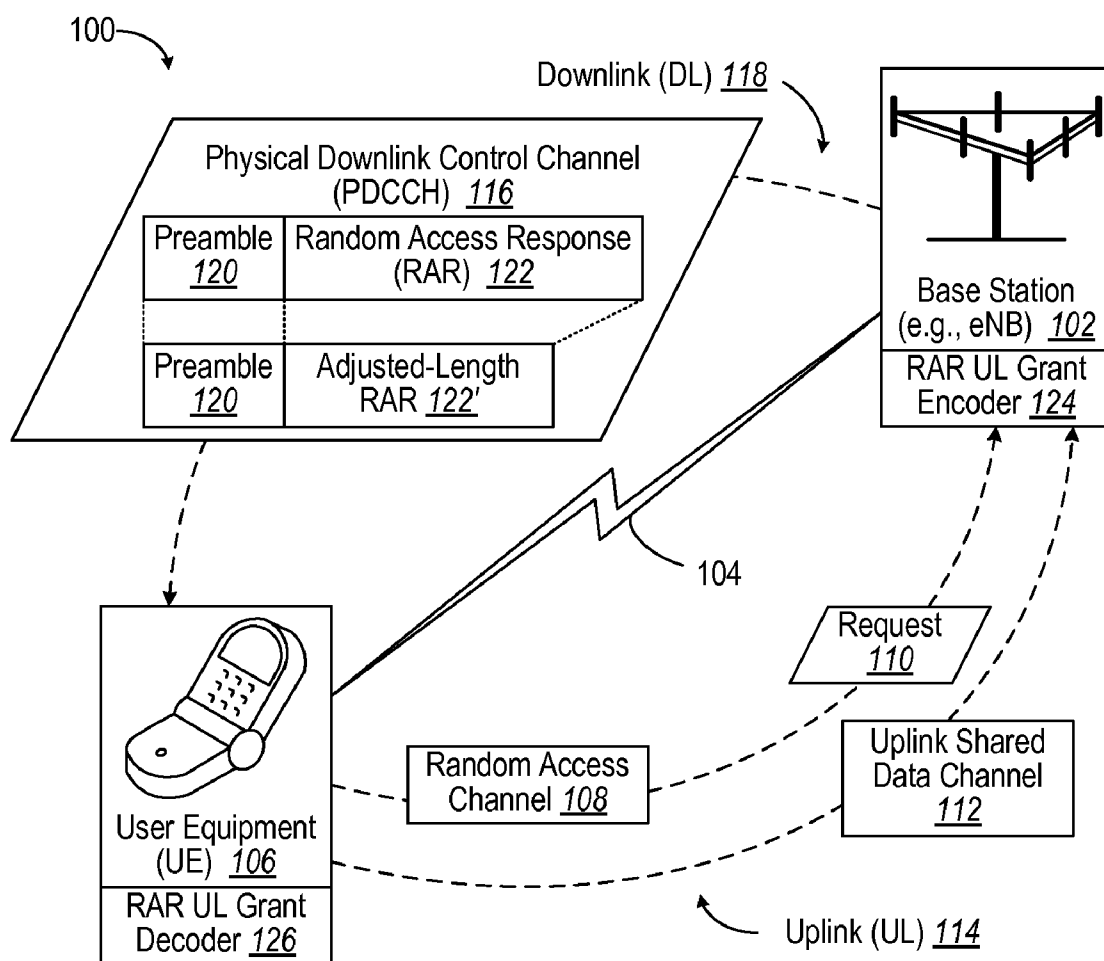 100
Downlink (DL) 118
Physical Downlink Control Channel
(PDCCH) 116
Preamble
120
Random Access Response
(RAR) 122
Preamble
120
Adjusted-Length
RAR 122'
Base Station
(e.g., eNB) 102
RAR UL Grant
Encoder 124
104
Request
110
Random Access
Channel 108
Uplink Shared
Data Channel
112
User Equipment
(UE) 106
RAR UL Grant
Decoder 126
Uplink (UL) 114